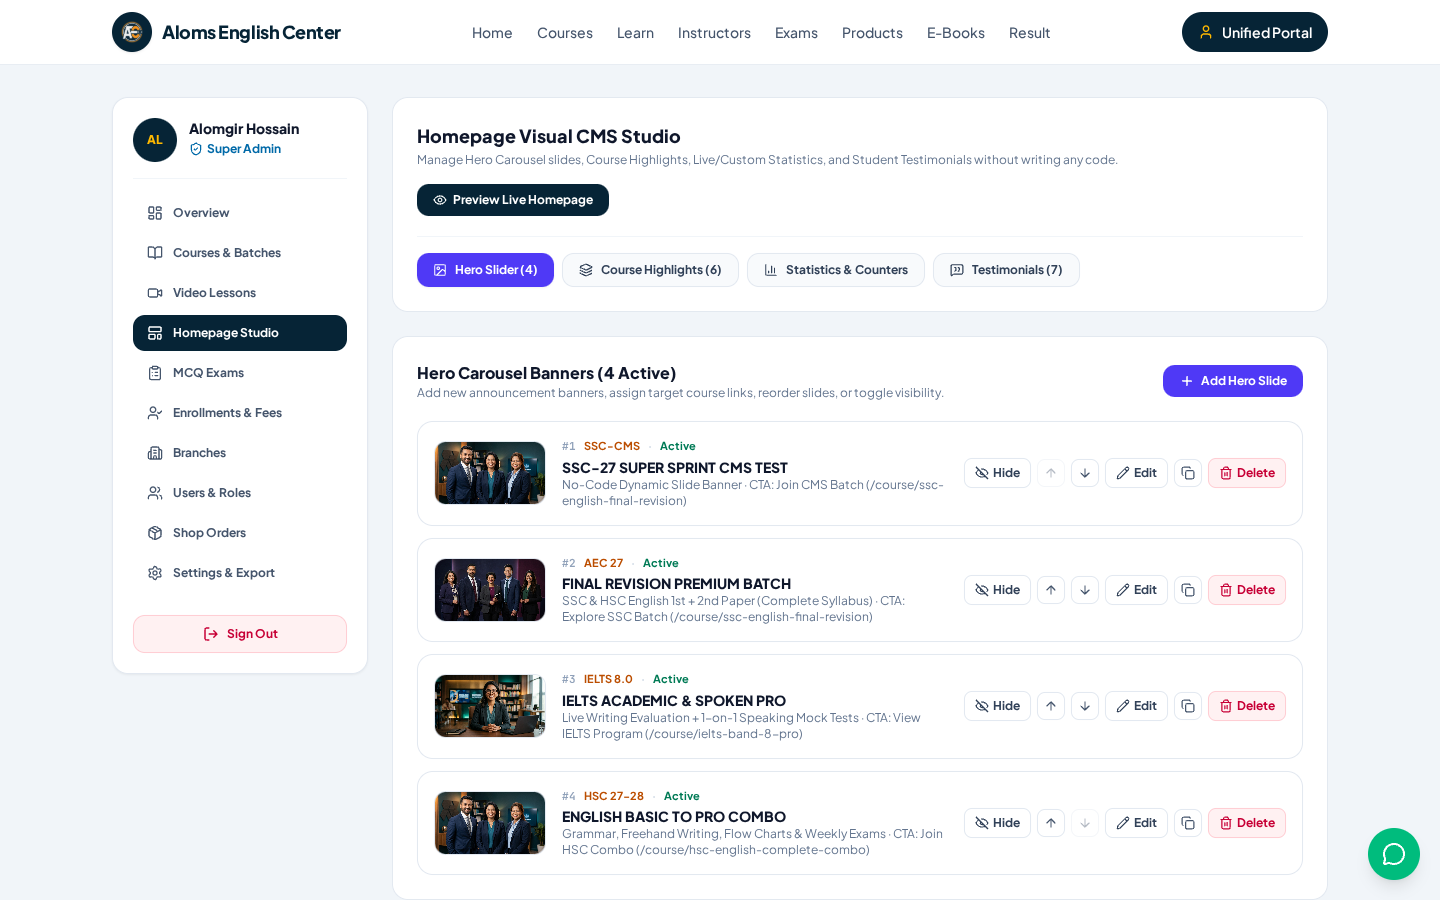 Aloms English Center
Home
Courses
Learn
Instructors
Exams
Products
E-Books
Result
Unified Portal
AL
Alomgir Hossain
Super Admin
Overview
Courses & Batches
Video Lessons
Homepage Studio
MCQ Exams
Enrollments & Fees
Branches
Users & Roles
Shop Orders
Settings & Export
Sign Out
Homepage Visual CMS Studio
Manage Hero Carousel slides, Course Highlights, Live/Custom Statistics, and Student Testimonials without writing any code.
Preview Live Homepage
Hero Slider (4)
Course Highlights (6)
Statistics & Counters
Testimonials (7)
Hero Carousel Banners (4 Active)
Add new announcement banners, assign target course links, reorder slides, or toggle visibility.
Add Hero Slide
#1 SSC-CMS · Active
SSC-27 SUPER SPRINT CMS TEST
No-Code Dynamic Slide Banner · CTA: Join CMS Batch (/course/ssc-
english-final-revision)
Hide
Edit
Delete
#2 AEC 27 · Active
FINAL REVISION PREMIUM BATCH
SSC & HSC English 1st + 2nd Paper (Complete Syllabus) · CTA:
Explore SSC Batch (/course/ssc-english-final-revision)
Hide
Edit
Delete
#3 IELTS 8.0 · Active
IELTS ACADEMIC & SPOKEN PRO
Live Writing Evaluation + 1-on-1 Speaking Mock Tests · CTA: View
IELTS Program (/course/ielts-band-8-pro)
Hide
Edit
Delete
#4 HSC 27-28 · Active
ENGLISH BASIC TO PRO COMBO
Grammar, Freehand Writing, Flow Charts & Weekly Exams · CTA: Join
HSC Combo (/course/hsc-english-complete-combo)
Hide
Edit
Delete